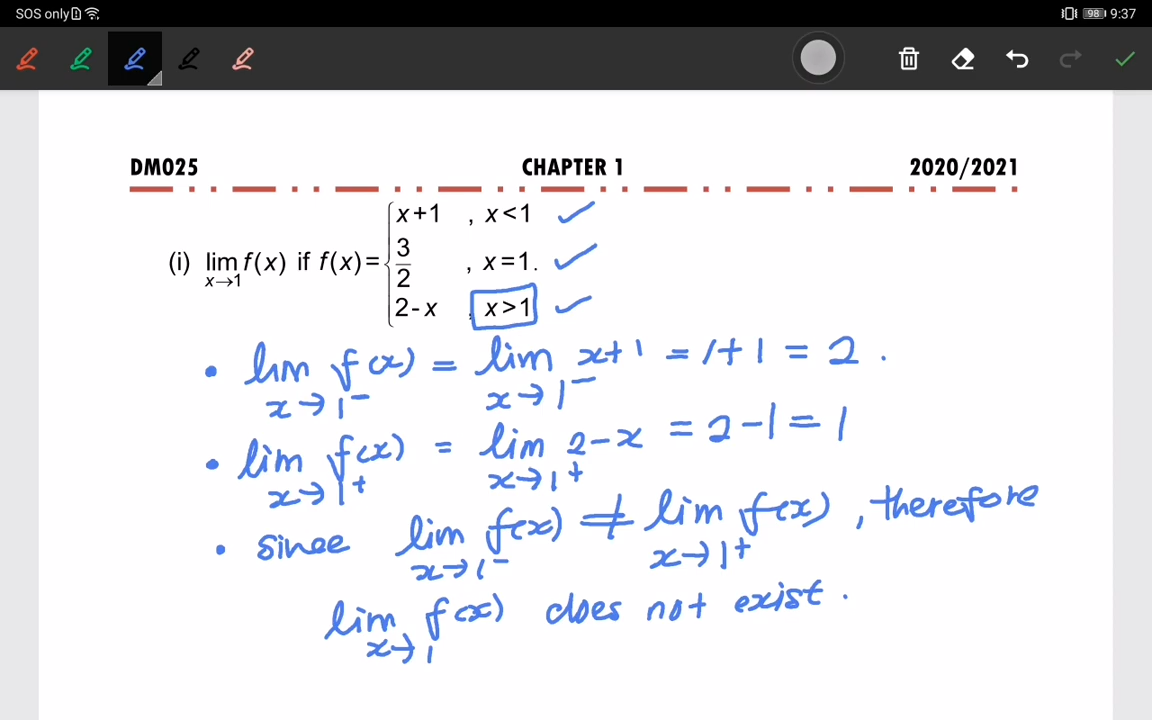 SOS only 98 9:37
DM025 CHAPTER 1 2020/2021
x+1 , x<1 ✓
(i) lim x→1 f(x) if f(x)= 3/2 , x=1. ✓
2-x , x>1 ✓
• lim x→1⁻ f(x) = lim x→1⁻ x+1 = 1+1 = 2 .
• lim x→1⁺ f(x) = lim x→1⁺ 2-x = 2-1 = 1
• since lim x→1⁻ f(x) ≠ lim x→1⁺ f(x) , therefore
lim x→1 f(x) does not exist.